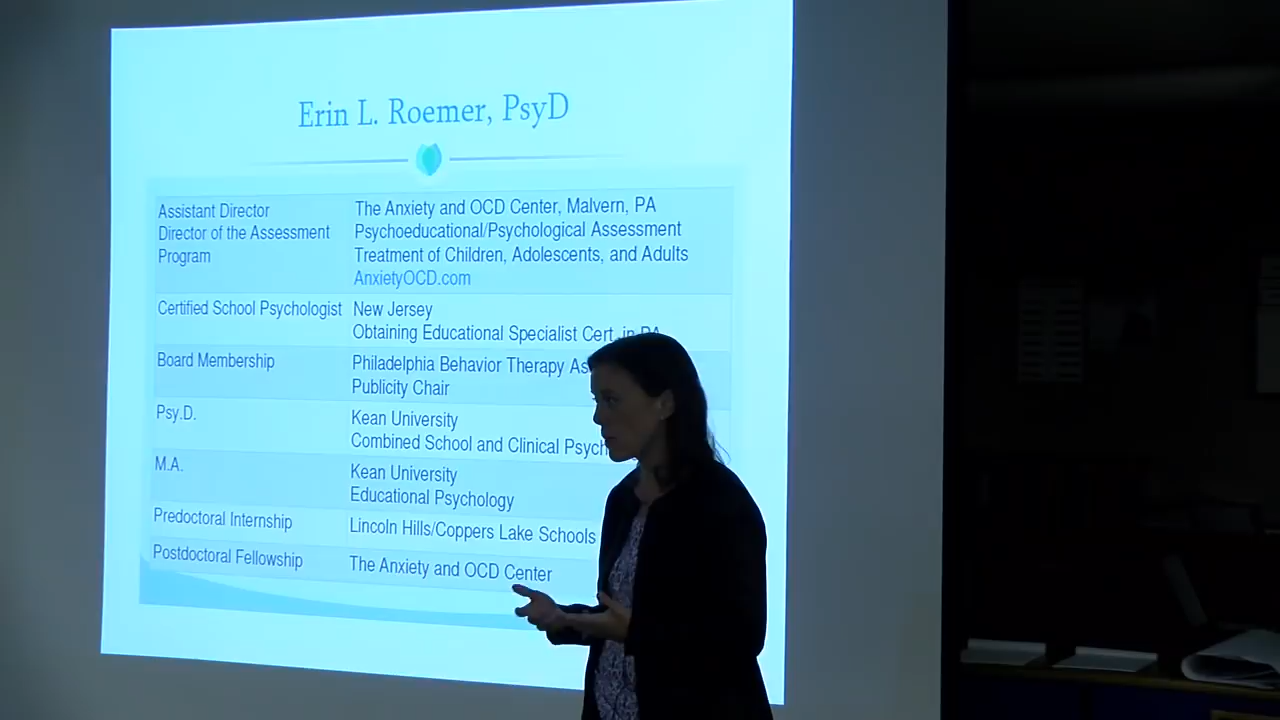 Erin L. Roemer, PsyD
Assistant Director
Director of the Assessment
Program
The Anxiety and OCD Center, Malvern, PA
Psychoeducational/Psychological Assessment
Treatment of Children, Adolescents, and Adults
AnxietyOCD.com
Certified School Psychologist
New Jersey
Obtaining Educational Specialist Cert. in PA
Board Membership
Philadelphia Behavior Therapy
Publicity Chair
Psy.D.
Kean University
Combined School and Clinical
M.A.
Kean University
Educational Psychology
Predoctoral Internship
Lincoln Hills/Coppers Lake Schools
Postdoctoral Fellowship
The Anxiety and OCD Center